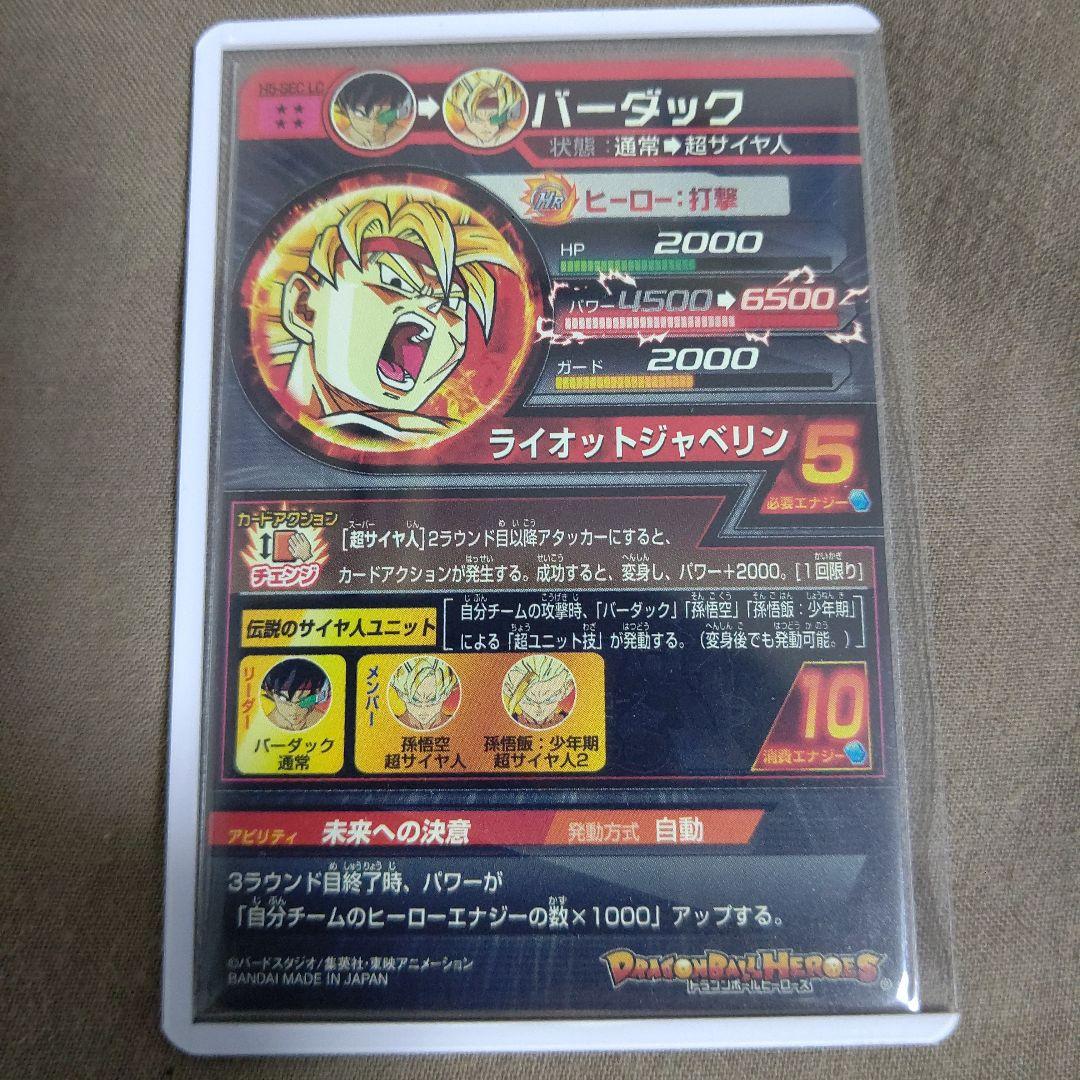 H5-SEC LC
バーダック
状態：通常➡超サイヤ人
HR ヒーロー：打撃
HP 2000
パワー 4500➡6500
ガード 2000
ライオットジャベリン 5
必要エナジー
カードアクション
チェンジ
[超サイヤ人]2ラウンド目以降アタッカーにすると、
カードアクションが発生する。成功すると、変身し、パワー+2000。[1回限り]
伝説のサイヤ人ユニット
自分チームの攻撃時、「バーダック」「孫悟空」「孫悟飯：少年期」
による「超ユニット技」が発動する。（変身後でも発動可能。）
リーダー
バーダック
通常
メンバー
孫悟空
超サイヤ人
孫悟飯：少年期
超サイヤ人2
10
消費エナジー
アビリティ 未来への決意 発動方式 自動
3ラウンド目終了時、パワーが
「自分チームのヒーローエナジーの数×1000」アップする。
©バードスタジオ/集英社・東映アニメーション
BANDAI MADE IN JAPAN
DRAGONBALL HEROES
ドラゴンボールヒーローズ